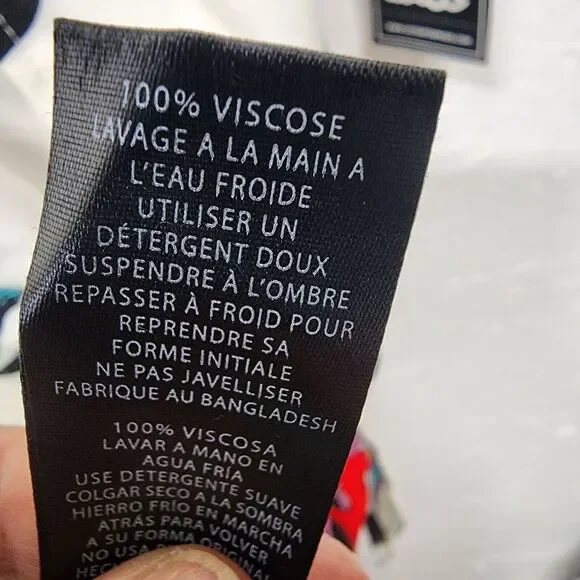 100% VISCOSE
LAVAGE A LA MAIN A
L'EAU FROIDE
UTILISER UN
DÉTERGENT DOUX
SUSPENDRE À L'OMBRE
REPASSER À FROID POUR
REPRENDRE SA
FORME INITIALE
NE PAS JAVELLISER
FABRIQUE AU BANGLADESH
100% VISCOSA
LAVAR A MANO EN
AGUA FRÍA
USE DETERGENTE SUAVE
COLGAR SECO A LA SOMBRA
HIERRO FRÍO EN MARCHA
ATRÁS PARA VOLVER
A SU FORMA ORIGINAL
NO USA